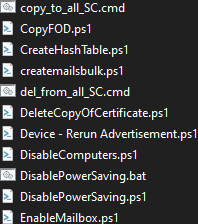 copy_to_all_SC.cmd
CopyFOD.ps1
CreateHashTable.ps1
createmailsbulk.ps1
del_from_all_SC.cmd
DeleteCopyOfCertificate.ps1
Device - Rerun Advertisement.ps1
DisableComputers.ps1
DisablePowerSaving.bat
DisablePowerSaving.ps1
EnableMailbox.ps1